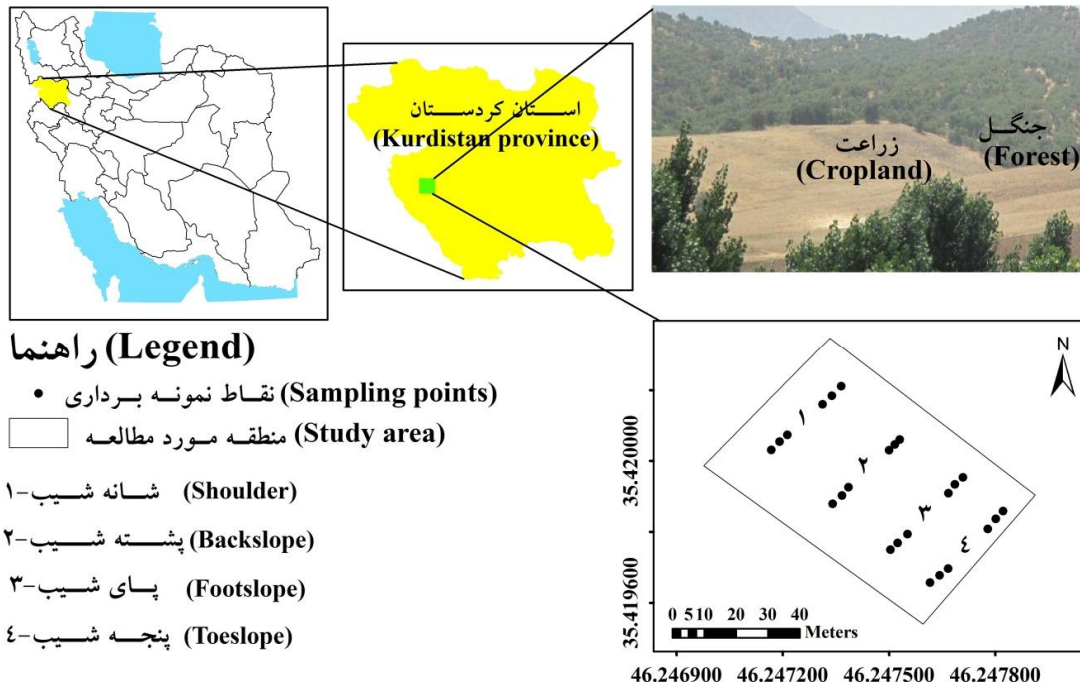 استان کردستان
(Kurdistan province)
جنگل
(Forest)
زراعت
(Cropland)
راهنما (Legend)
نقاط نمونه برداری (Sampling points)
منطقه مورد مطالعه (Study area)
۱- شانه شیب (Shoulder)
۲- پشته شیب (Backslope)
۳- پای شیب (Footslope)
٤- پنجه شیب (Toeslope)
N
۱
۲
۳
٤
35.420000
35.419600
0 5 10 20 30 40
Meters
46.246900 46.247200 46.247500 46.247800